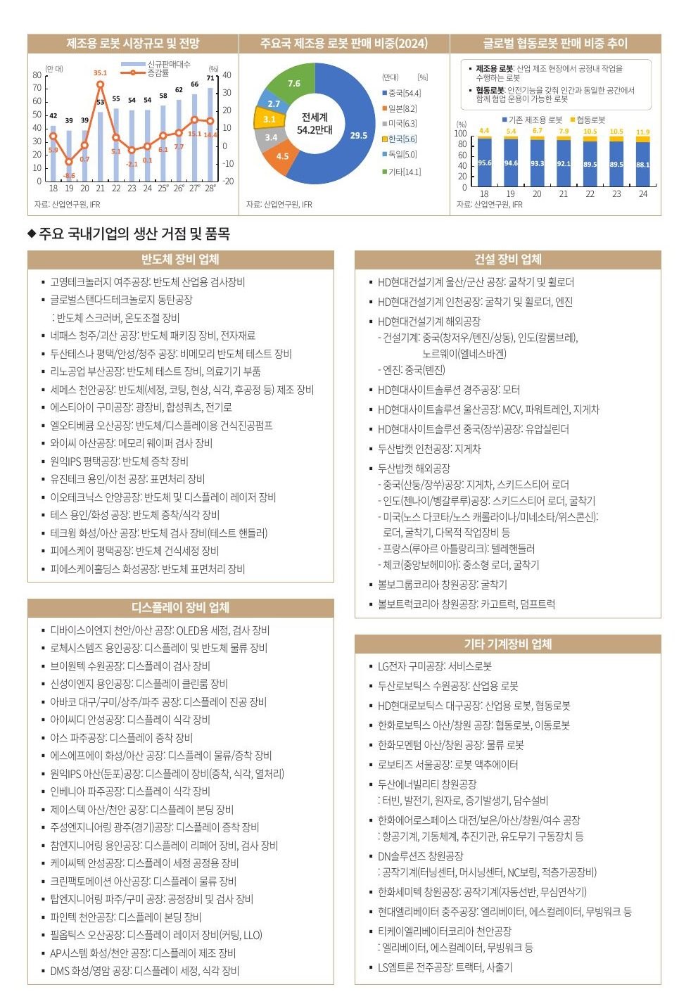 제조용 로봇 시장규모 및 전망
(만 대)
신규판매대수
증감률
(%)
80
70
60
50
40
30
20
10
0
40
30
20
10
0
-10
-20
42
39
39
53
55
54
54
58
62
66
71
5.9
-8.6
0.7
35.1
5.1
-2.1
0.1
6.1
7.7
15.1
14.4
18 19 20 21 22 23 24 25ᵉ 26ᵉ 27ᵉ 28ᵉ
자료: 산업연구원, IFR
주요국 제조용 로봇 판매 비중(2024)
전세계
54.2만대
29.5
4.5
3.4
3.1
2.7
7.6
(만대) [%]
중국[54.4]
일본[8.2]
미국[6.3]
한국[5.6]
독일[5.0]
기타[14.1]
자료: 산업연구원, IFR
글로벌 협동로봇 판매 비중 추이
▪ 제조용 로봇: 산업 제조 현장에서 공정내 작업을
수행하는 로봇
▪ 협동로봇: 안전기능을 갖춰 인간과 동일한 공간에서
함께 협업 운용이 가능한 로봇
기존 제조용 로봇 협동로봇
(%)
100
80
60
40
20
0
4.4 5.4 6.7 7.9 10.5 10.5 11.9
95.6 94.6 93.3 92.1 89.5 89.5 88.1
18 19 20 21 22 23 24
자료: 산업연구원, IFR
◆ 주요 국내기업의 생산 거점 및 품목
반도체 장비 업체
▪ 고영테크놀러지 여주공장: 반도체 산업용 검사장비
▪ 글로벌스탠다드테크놀로지 동탄공장
: 반도체 스크러버, 온도조절 장비
▪ 네패스 청주/괴산 공장: 반도체 패키징 장비, 전자재료
▪ 두산테스나 평택/안성/청주 공장: 비메모리 반도체 테스트 장비
▪ 리노공업 부산공장: 반도체 테스트 장비, 의료기기 부품
▪ 세메스 천안공장: 반도체(세정, 코팅, 현상, 식각, 후공정 등) 제조 장비
▪ 에스티아이 구미공장: 광장비, 합성쿼츠, 전기로
▪ 엘오티베큠 오산공장: 반도체/디스플레이용 건식진공펌프
▪ 와이씨 아산공장: 메모리 웨이퍼 검사 장비
▪ 원익IPS 평택공장: 반도체 증착 장비
▪ 유진테크 용인/이천 공장: 표면처리 장비
▪ 이오테크닉스 안양공장: 반도체 및 디스플레이 레이저 장비
▪ 테스 용인/화성 공장: 반도체 증착/식각 장비
▪ 테크윙 화성/아산 공장: 반도체 검사 장비(테스트 핸들러)
▪ 피에스케이 평택공장: 반도체 건식세정 장비
▪ 피에스케이홀딩스 화성공장: 반도체 표면처리 장비
디스플레이 장비 업체
▪ 디바이스이엔지 천안/아산 공장: OLED용 세정, 검사 장비
▪ 로체시스템즈 용인공장: 디스플레이 및 반도체 물류 장비
▪ 브이원텍 수원공장: 디스플레이 검사 장비
▪ 신성이엔지 용인공장: 디스플레이 클린룸 장비
▪ 아바코 대구/구미/상주/파주 공장: 디스플레이 진공 장비
▪ 아이씨디 안성공장: 디스플레이 식각 장비
▪ 야스 파주공장: 디스플레이 증착 장비
▪ 에스에프에이 화성/아산 공장: 디스플레이 물류/증착 장비
▪ 원익IPS 아산(둔포)공장: 디스플레이 장비(증착, 식각, 열처리)
▪ 인베니아 파주공장: 디스플레이 식각 장비
▪ 제이스텍 아산/천안 공장: 디스플레이 본딩 장비
▪ 주성엔지니어링 광주(경기)공장: 디스플레이 증착 장비
▪ 참엔지니어링 용인공장: 디스플레이 리페어 장비, 검사 장비
▪ 케이씨텍 안성공장: 디스플레이 세정 공정용 장비
▪ 크린팩토메이션 아산공장: 디스플레이 물류 장비
▪ 탑엔지니어링 파주/구미 공장: 공정장비 및 검사 장비
▪ 파인텍 천안공장: 디스플레이 본딩 장비
▪ 필옵틱스 오산공장: 디스플레이 레이저 장비(커팅, LLO)
▪ AP시스템 화성/천안 공장: 디스플레이 제조 장비
▪ DMS 화성/영암 공장: 디스플레이 세정, 식각 장비
건설 장비 업체
▪ HD현대건설기계 울산/군산 공장: 굴착기 및 휠로더
▪ HD현대건설기계 인천공장: 굴착기 및 휠로더, 엔진
▪ HD현대건설기계 해외공장
- 건설기계: 중국(창저우/톈진/상동), 인도(칼룸브레),
노르웨이(엘네스바겐)
- 엔진: 중국(톈진)
▪ HD현대사이트솔루션 경주공장: 모터
▪ HD현대사이트솔루션 울산공장: MCV, 파워트레인, 지게차
▪ HD현대사이트솔루션 중국(장쑤)공장: 유압실린더
▪ 두산밥캣 인천공장: 지게차
▪ 두산밥캣 해외공장
- 중국(산둥/장쑤)공장: 지게차, 스키드스티어 로더
- 인도(첸나이/벵갈루루)공장: 스키드스티어 로더, 굴착기
- 미국(노스 다코타/노스 캐롤라이나/미네소타/위스콘신):
로더, 굴착기, 다목적 작업장비 등
- 프랑스(루아르 아틀랑리크): 텔레핸들러
- 체코(중앙보헤미아): 중소형 로더, 굴착기
▪ 볼보그룹코리아 창원공장: 굴착기
▪ 볼보트럭코리아 창원공장: 카고트럭, 덤프트럭
기타 기계장비 업체
▪ LG전자 구미공장: 서비스로봇
▪ 두산로보틱스 수원공장: 산업용 로봇
▪ HD현대로보틱스 대구공장: 산업용 로봇, 협동로봇
▪ 한화로보틱스 아산/창원 공장: 협동로봇, 이동로봇
▪ 한화모멘텀 아산/창원 공장: 물류 로봇
▪ 로보티즈 서울공장: 로봇 액추에이터
▪ 두산에너빌리티 창원공장
: 터빈, 발전기, 원자로, 증기발생기, 담수설비
▪ 한화에어로스페이스 대전/보은/아산/창원/여수 공장
: 항공기계, 기동체계, 추진기관, 유도무기 구동장치 등
▪ DN솔루션즈 창원공장
: 공작기계(터닝센터, 머시닝센터, NC보링, 적층가공장비)
▪ 한화세미텍 창원공장: 공작기계(자동선반, 무심연삭기)
▪ 현대엘리베이터 충주공장: 엘리베이터, 에스컬레이터, 무빙워크 등
▪ 티케이엘리베이터코리아 천안공장
: 엘리베이터, 에스컬레이터, 무빙워크 등
▪ LS엠트론 전주공장: 트랙터, 사출기